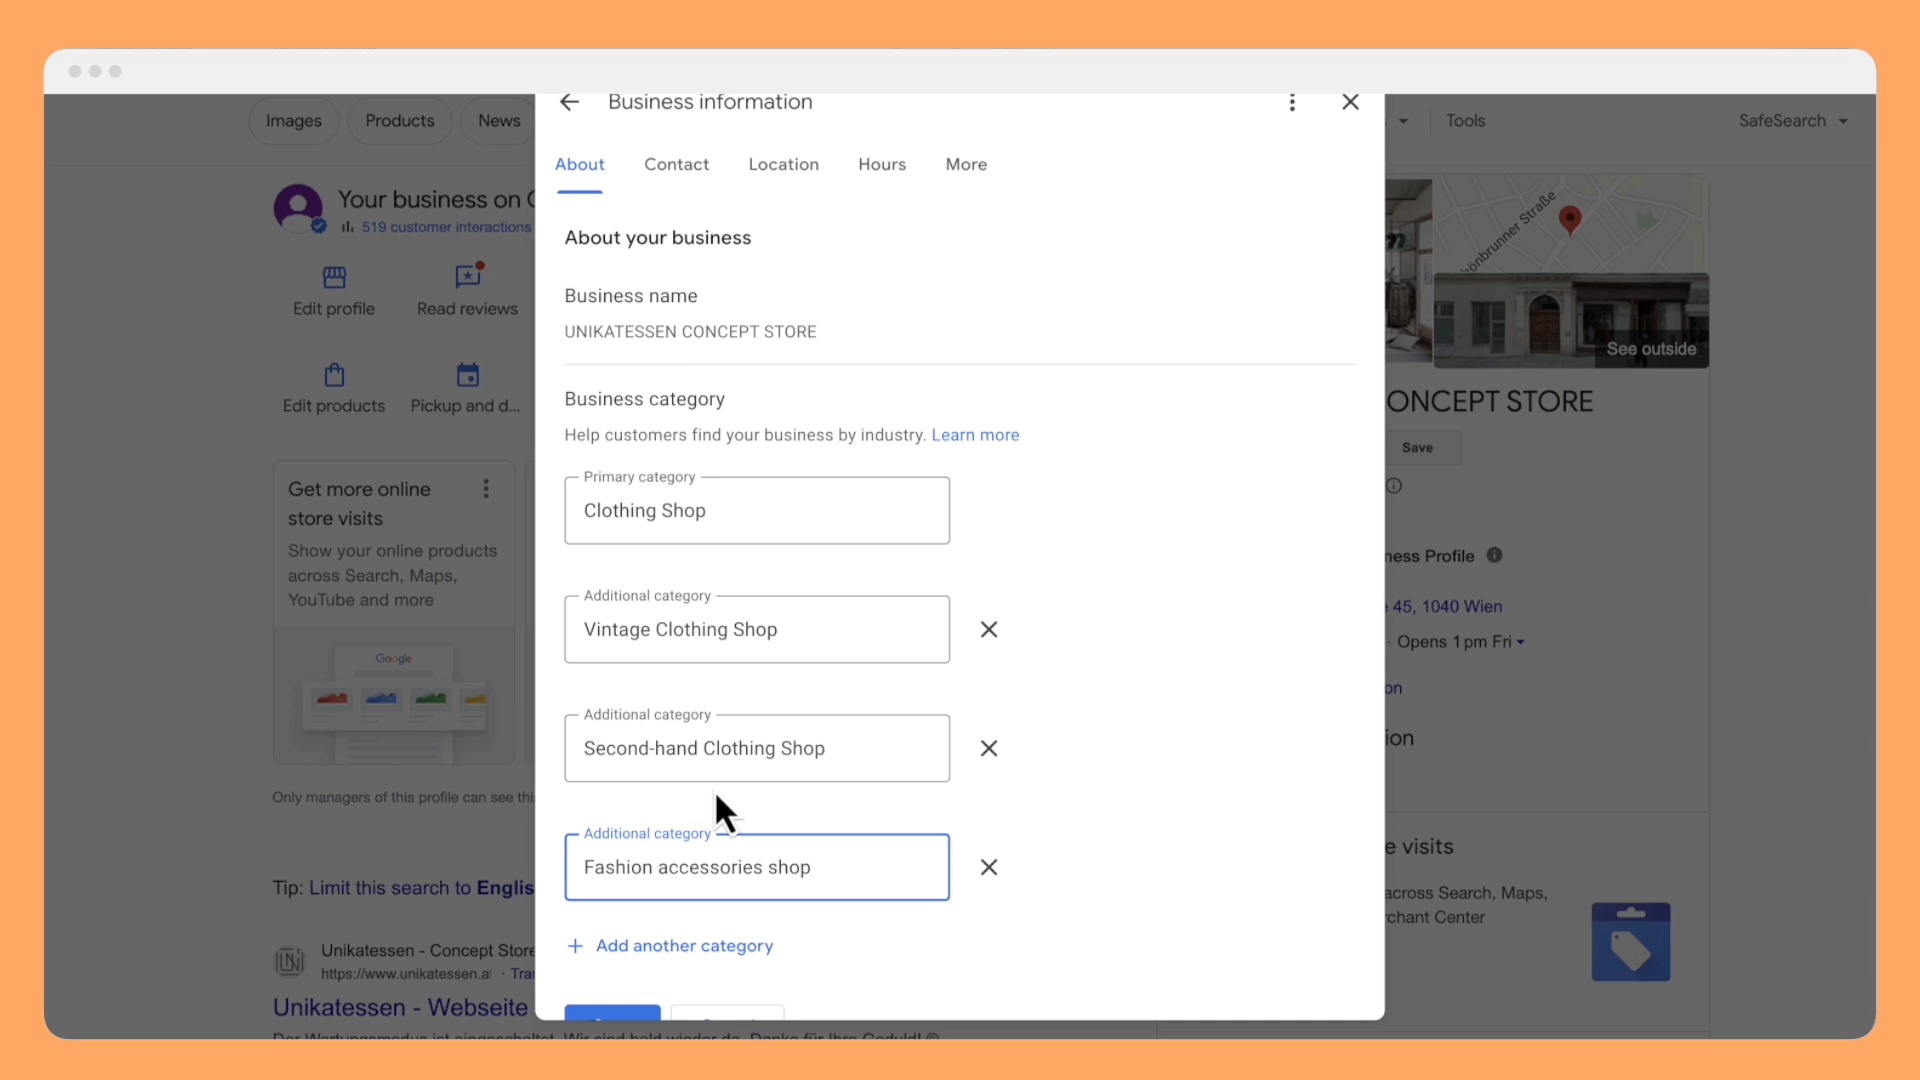 Images
Products
News
Tools
SafeSearch
Business information
About
Contact
Location
Hours
More
Your business on
519 customer interactions
Edit profile
Read reviews
Edit products
Pickup and d...
Get more online
store visits
Show your online products
across Search, Maps,
YouTube and more
Google
Only managers of this profile can see
Tip: Limit this search to
Unikatessen - Concept Store
https://www.unikatessen.at
Unikatessen - Webseite
About your business
Business name
UNIKATESSEN CONCEPT STORE
Business category
Help customers find your business by industry. Learn more
Primary category
Clothing Shop
Additional category
Vintage Clothing Shop
Additional category
Second-hand Clothing Shop
Additional category
Fashion accessories shop
+ Add another category
See outside
ONCEPT STORE
Save
Profile
45, 1040 Wien
· Opens 1 pm Fri
visits
across Search, Maps,
Center